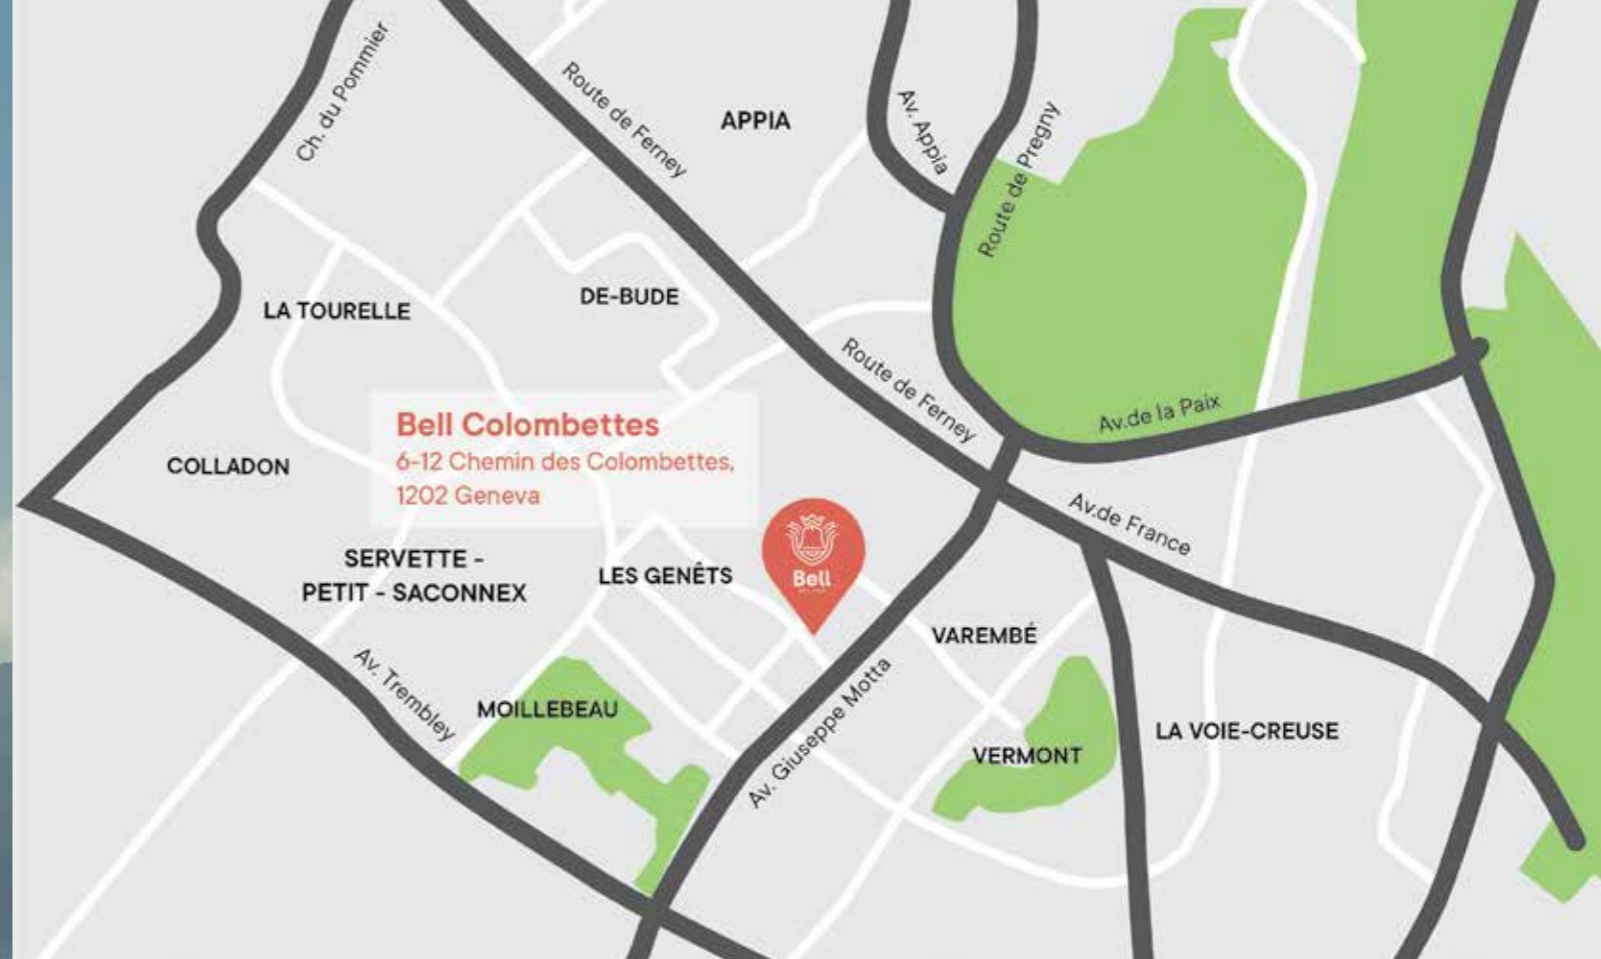 Ch. du Pommier
Route de Ferney
APPIA
Av. Appia
Route de Pregny
LA TOURELLE
DE-BUDE
Route de Ferney
Av.de la Paix
Bell Colombettes
6-12 Chemin des Colombettes,
1202 Geneva
COLLADON
Av.de France
SERVETTE -
PETIT - SACONNEX
LES GENÊTS
Bell
VAREMBÉ
Av. Trembley
MOILLEBEAU
Av. Giuseppe Motta
VERMONT
LA VOIE-CREUSE